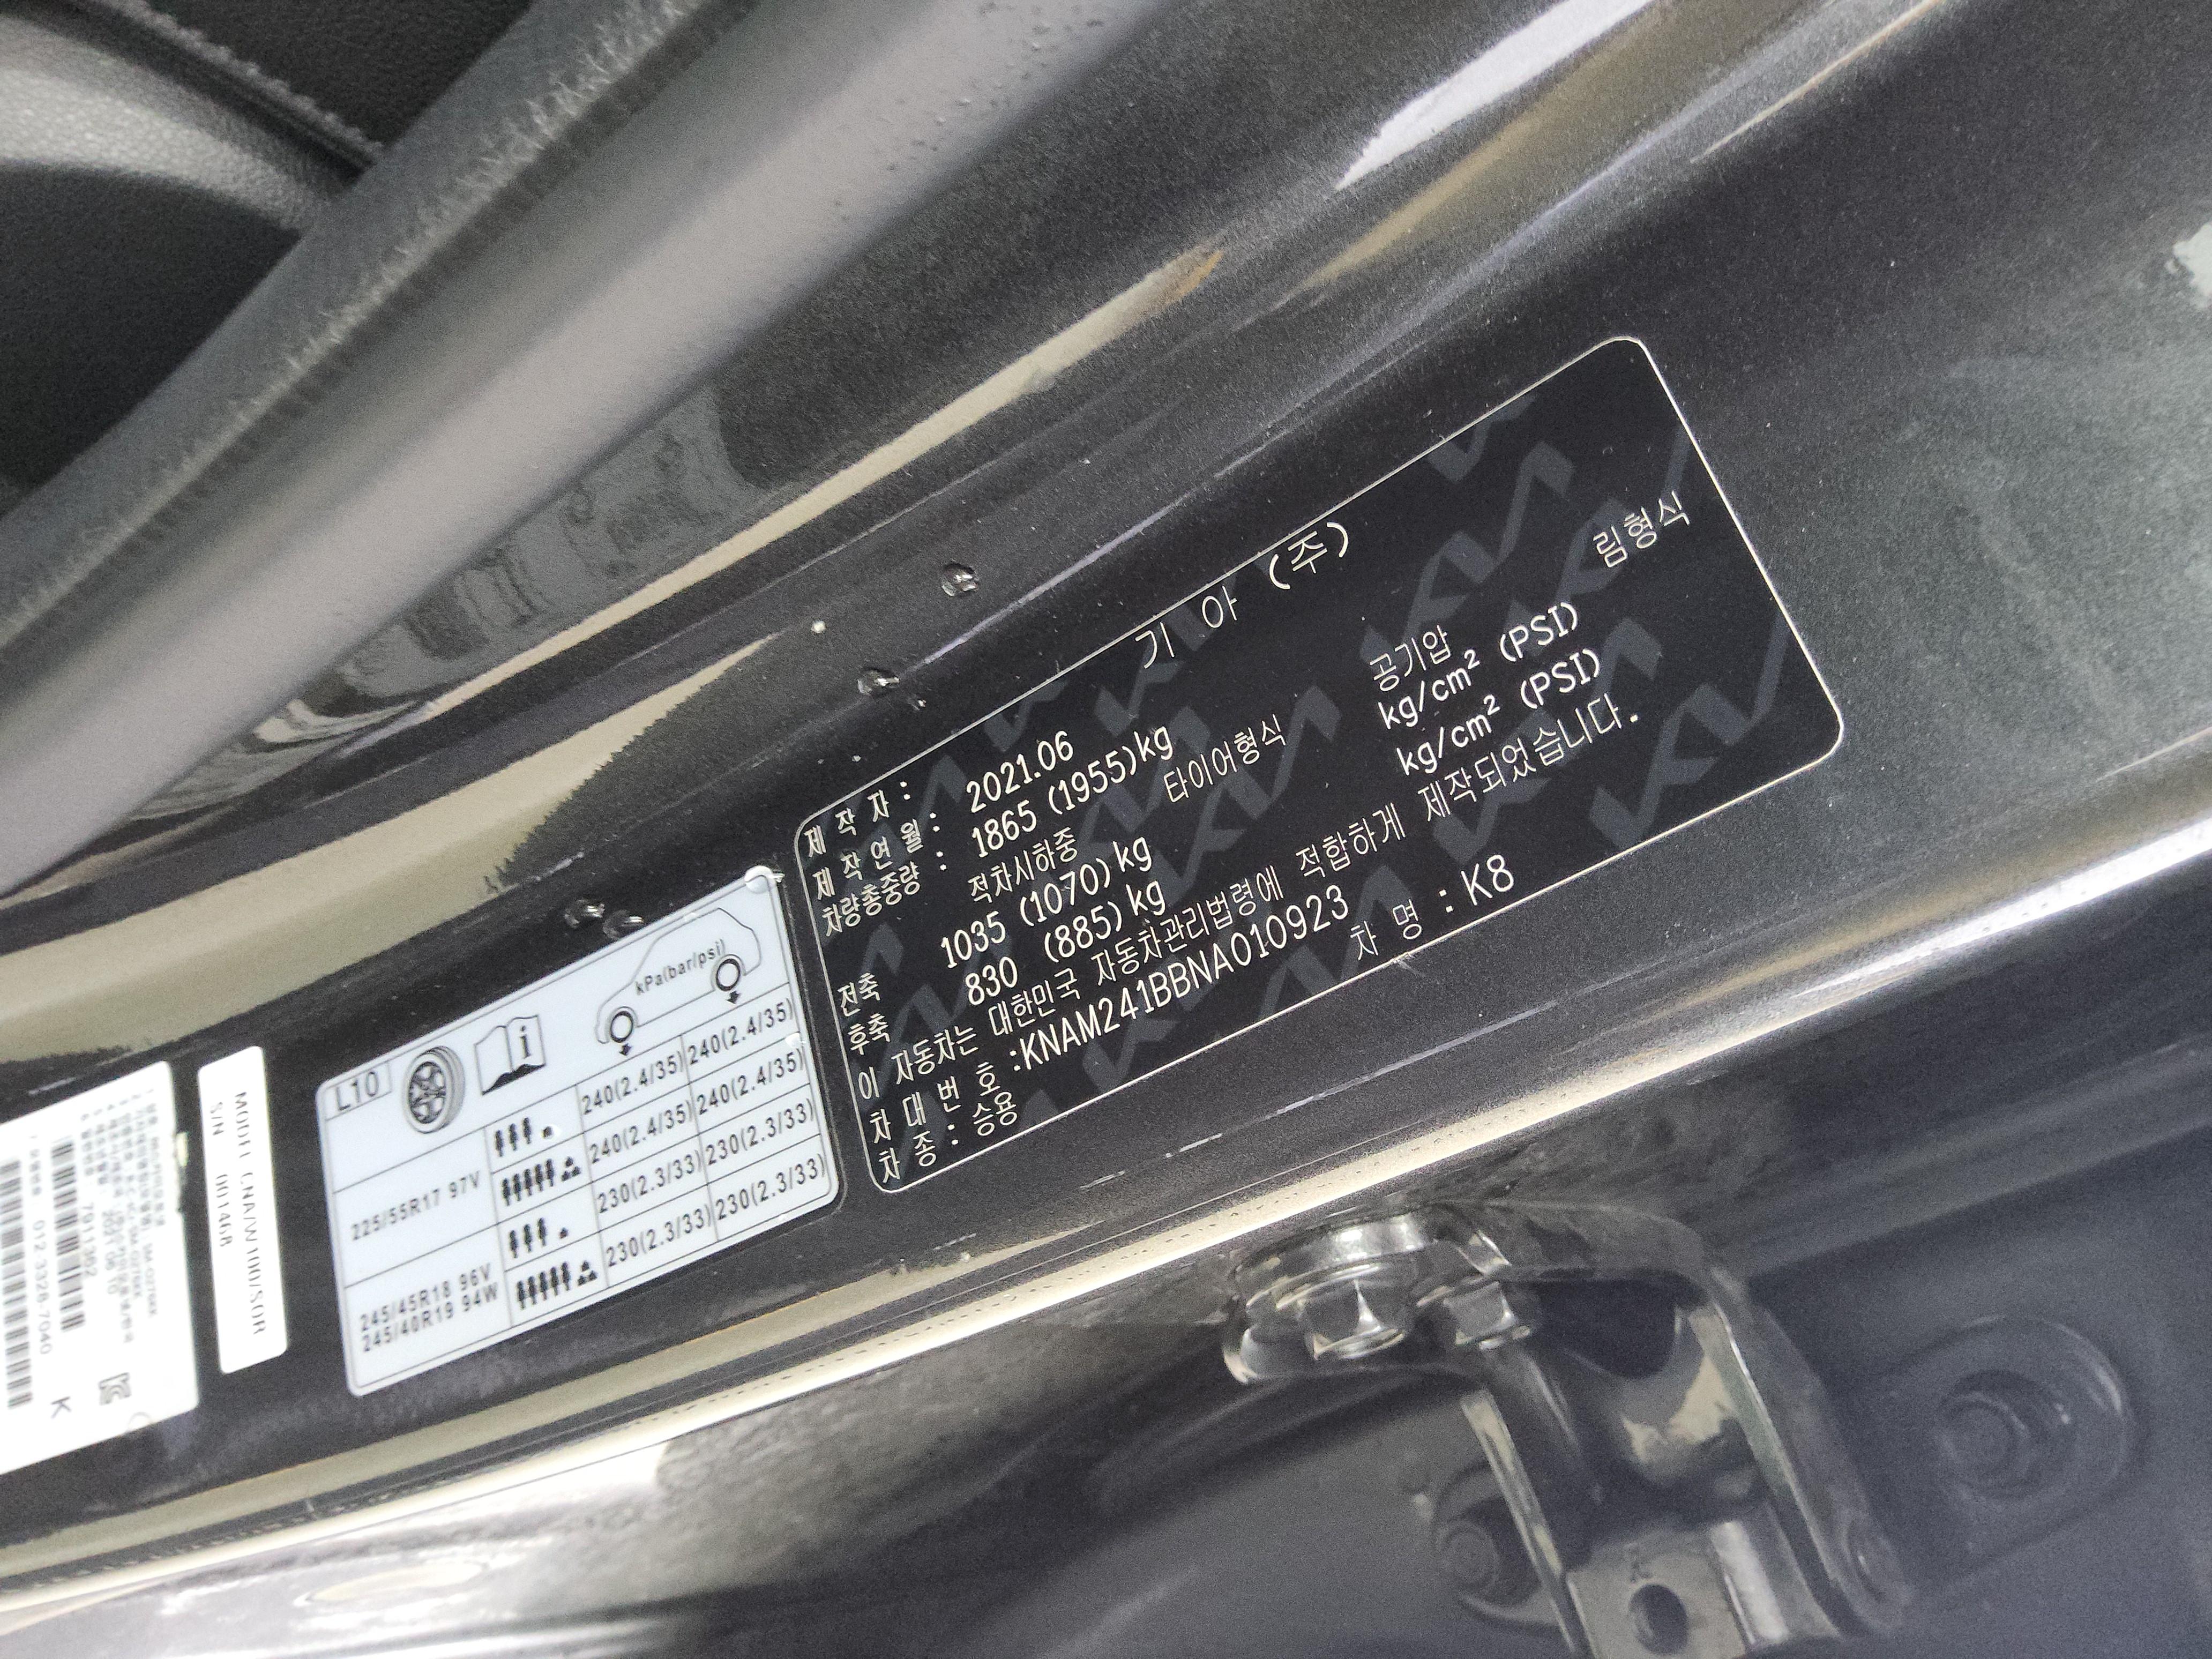 제 작 자 : 기 아 (주)
제 작 연 월 : 2021.06
차량총중량 : 1865 (1955)kg
적차시하중 타이어형식 공기압 림형식
전축 1035 (1070)kg kg/cm² (PSI)
후축 830 (885)kg kg/cm² (PSI)
이 자동차는 대한민국 자동차관리법령에 적합하게 제작되었습니다.
차 대 번 호 :KNAM241BBNA010923
차 종 : 승용 차 명 : K8
L10 i kPa(bar/psi)
225/55R17 97V 240(2.4/35) 240(2.4/35)
240(2.4/35) 240(2.4/35)
245/45R18 96V 230(2.3/33) 230(2.3/33)
245/40R19 94W 230(2.3/33) 230(2.3/33)
S/N 001468
7911362
012-3326-7040 K